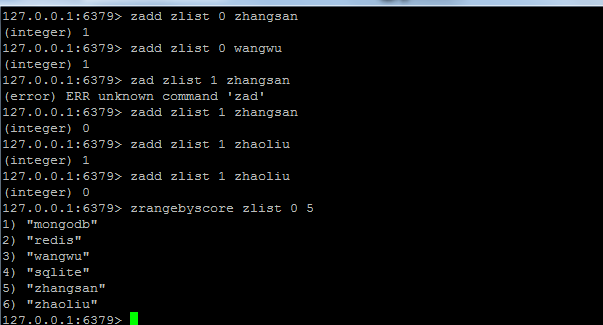 127.0.0.1:6379> zadd zlist 0 zhangsan
(integer) 1
127.0.0.1:6379> zadd zlist 0 wangwu
(integer) 1
127.0.0.1:6379> zad zlist 1 zhangsan
(error) ERR unknown command 'zad'
127.0.0.1:6379> zadd zlist 1 zhangsan
(integer) 0
127.0.0.1:6379> zadd zlist 1 zhaoliu
(integer) 1
127.0.0.1:6379> zadd zlist 1 zhaoliu
(integer) 0
127.0.0.1:6379> zrangebyscore zlist 0 5
1) "mongodb"
2) "redis"
3) "wangwu"
4) "sqlite"
5) "zhangsan"
6) "zhaoliu"
127.0.0.1:6379>